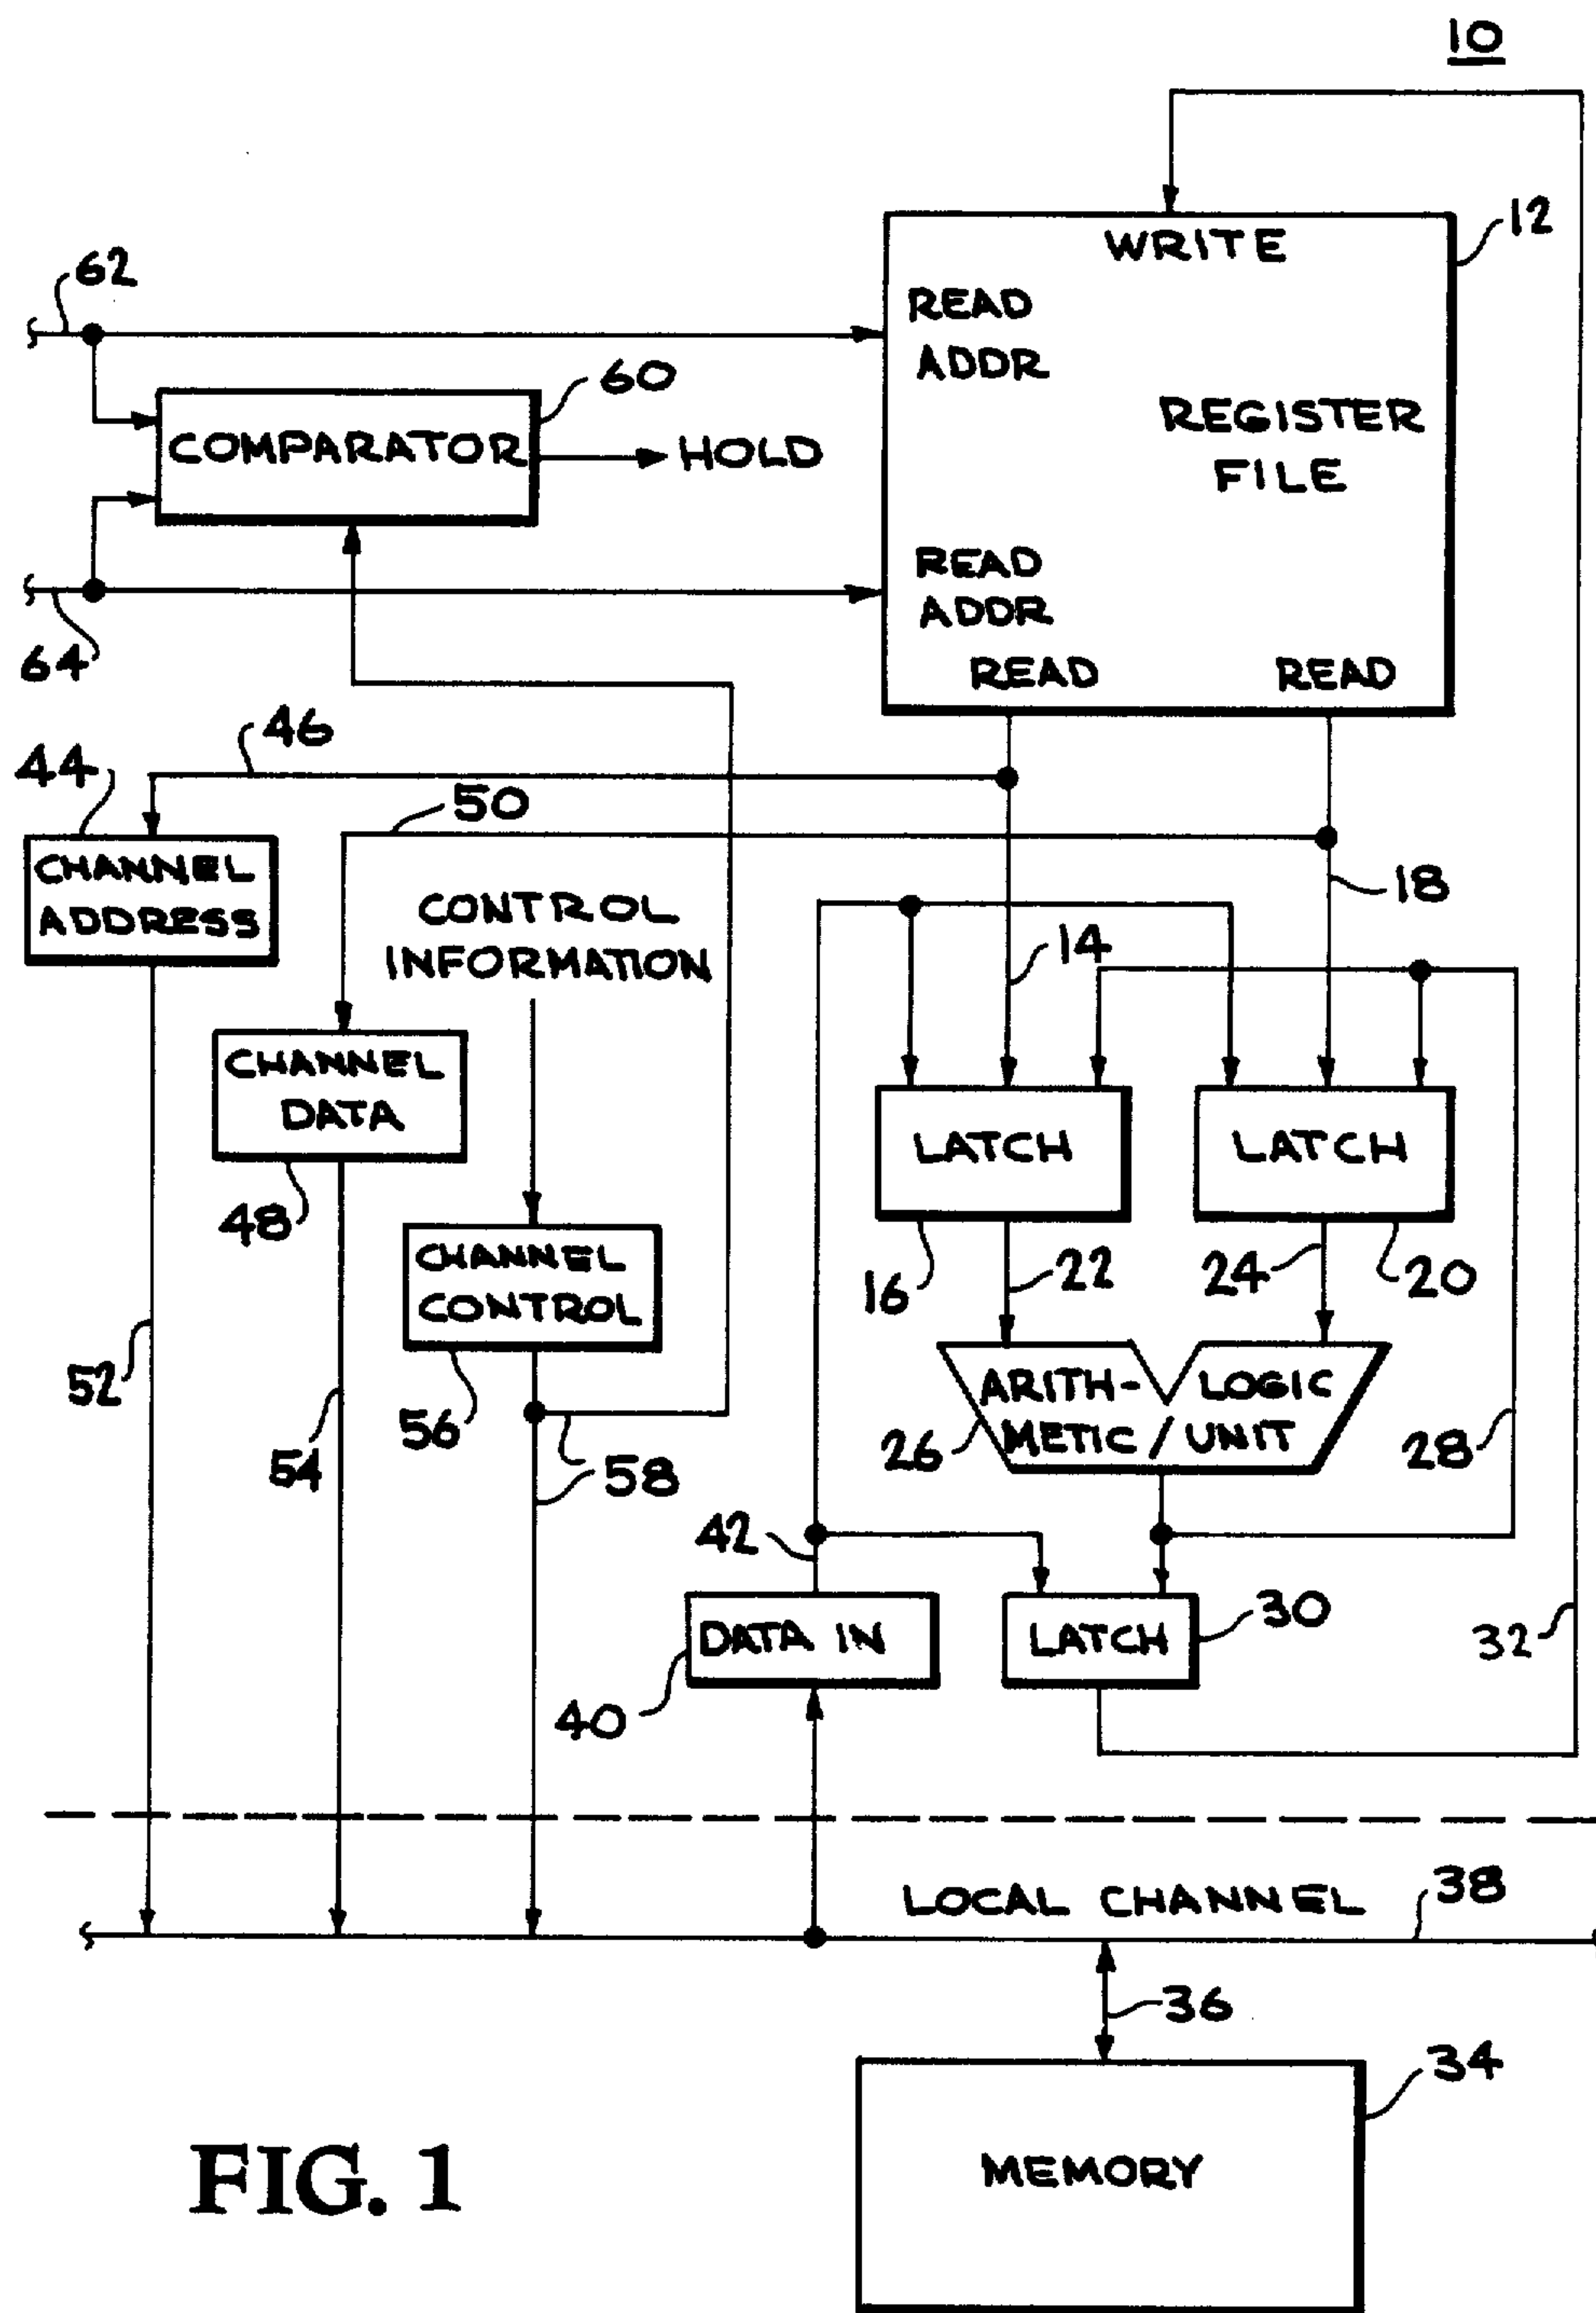 10
12
WRITE
62
READ
ADDR
60
REGISTER
FILE
COMPARATOR
HOLD
READ
ADDR
64
READ
READ
46
44
50
18
CHANNEL
ADDRESS
CONTROL
INFORMATION
14
CHANNEL
DATA
LATCH
LATCH
48
CHANNEL
CONTROL
16
22
24
20
52
56
ARITH- LOGIC
METIC / UNIT
26
28
54
58
42
DATA IN
LATCH
30
32
40
LOCAL CHANNEL
38
36
34
MEMORY
FIG. 1